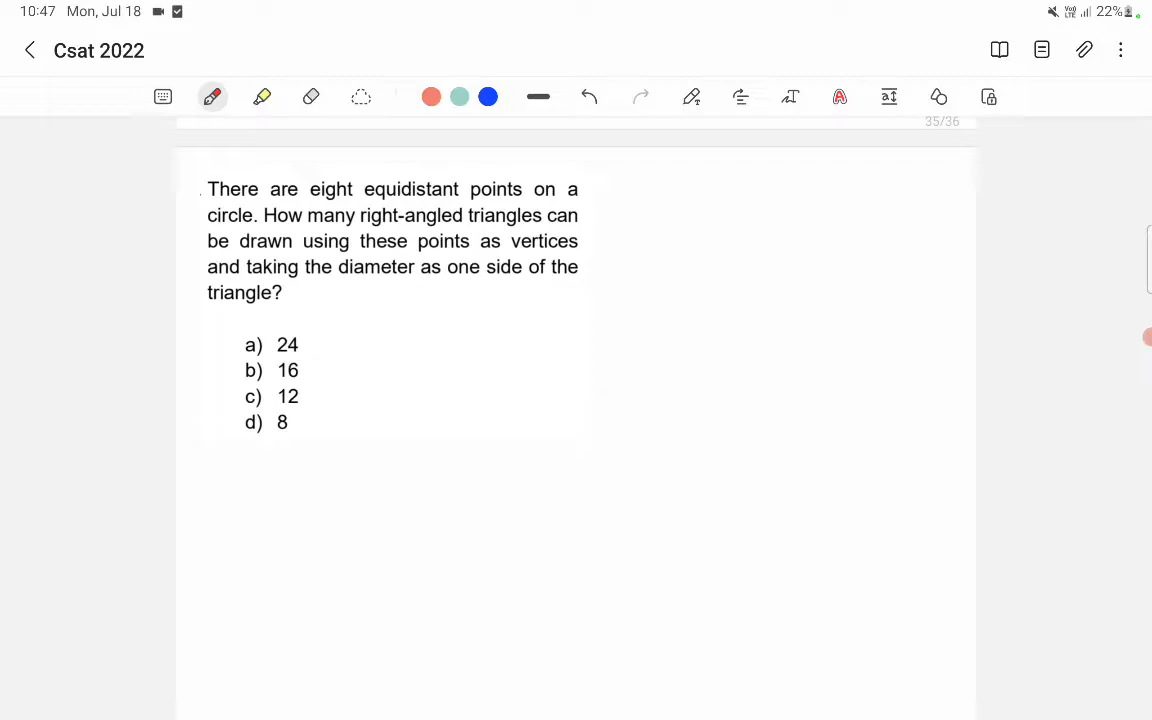 10:47 Mon, Jul 18
22%
Csat 2022
35/36
There are eight equidistant points on a
circle. How many right-angled triangles can
be drawn using these points as vertices
and taking the diameter as one side of the
triangle?
a) 24
b) 16
c) 12
d) 8